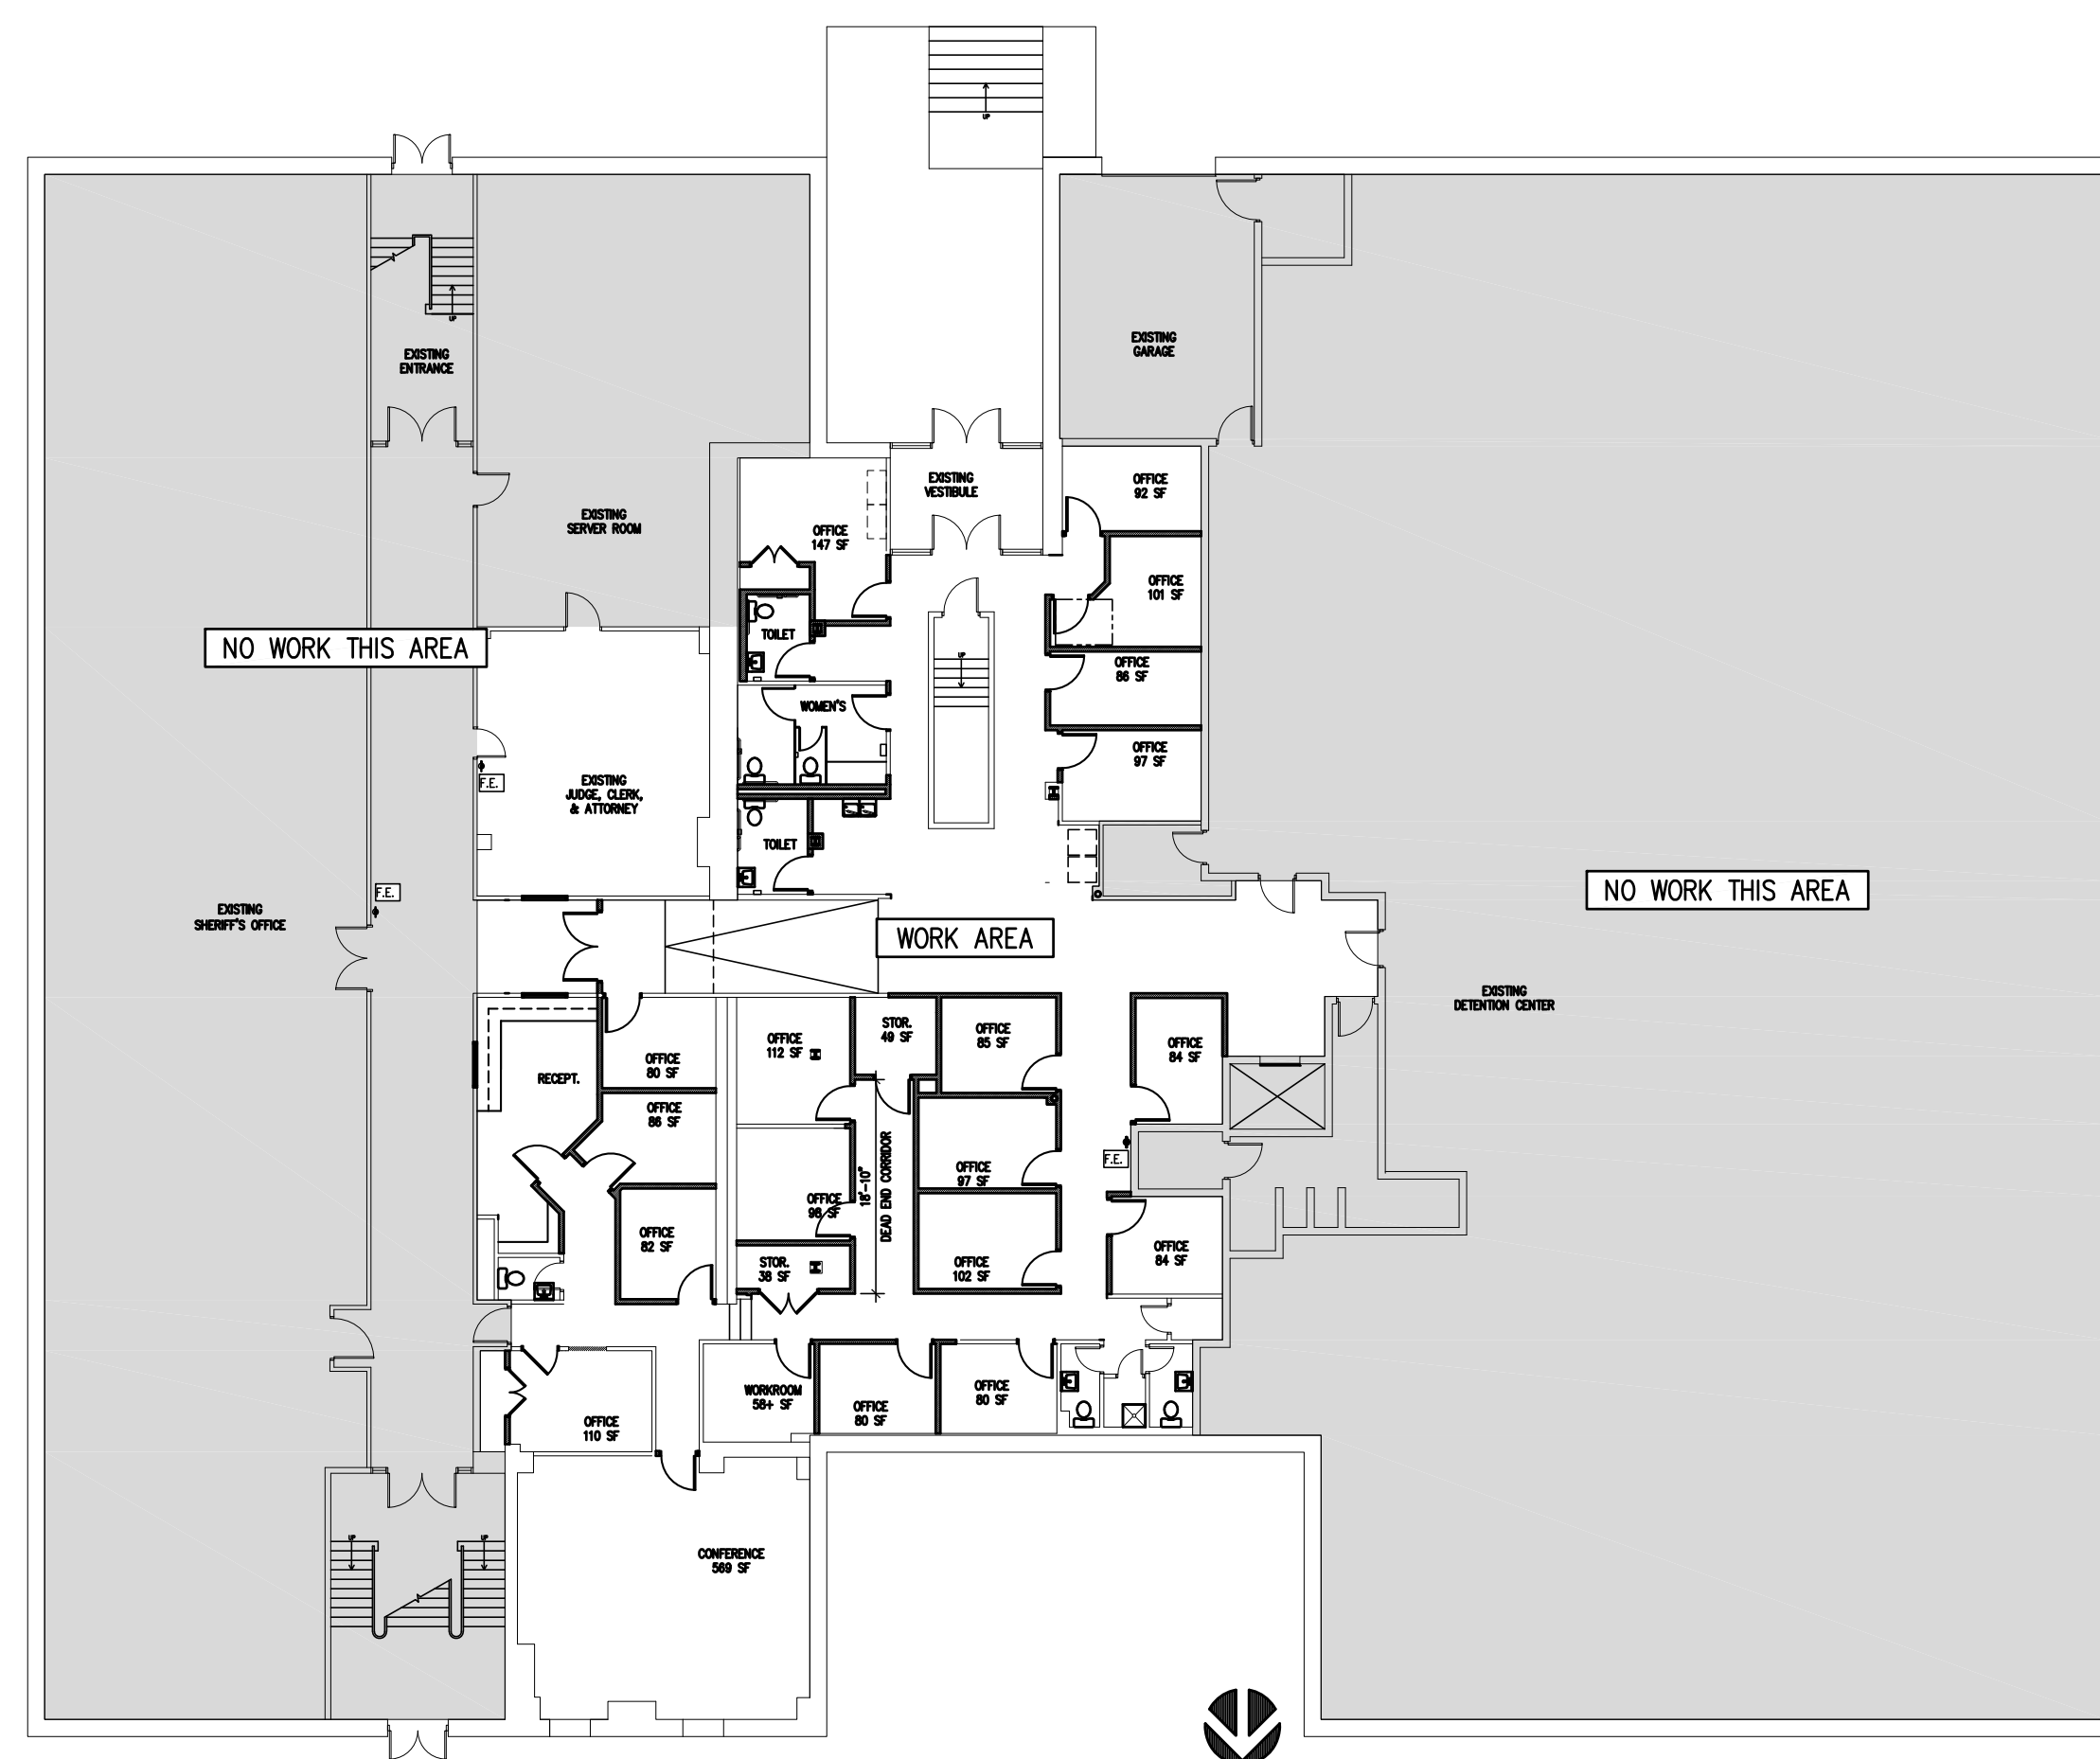 UP
EXISTING
GARAGE
UP
EXISTING
ENTRANCE
EXISTING
VESTIBULE
OFFICE
92 SF
EXISTING
SERVER ROOM
OFFICE
147 SF
OFFICE
101 SF
TOILET
NO WORK THIS AREA
UP
OFFICE
86 SF
WOMEN'S
OFFICE
97 SF
F.E.
EXISTING
JUDGE, CLERK,
& ATTORNEY
TOILET
F.E.
NO WORK THIS AREA
EXISTING
SHERIFF'S OFFICE
WORK AREA
EXISTING
DETENTION CENTER
STOR.
49 SF
OFFICE
85 SF
OFFICE
112 SF
OFFICE
84 SF
OFFICE
80 SF
RECEPT.
OFFICE
86 SF
F.E.
OFFICE
97 SF
18'-10"
DEAD END CORRIDOR
OFFICE
98 SF
OFFICE
82 SF
OFFICE
84 SF
STOR.
38 SF
OFFICE
102 SF
WORKROOM
58+ SF
OFFICE
80 SF
OFFICE
80 SF
OFFICE
110 SF
UP
UP
CONFERENCE
569 SF